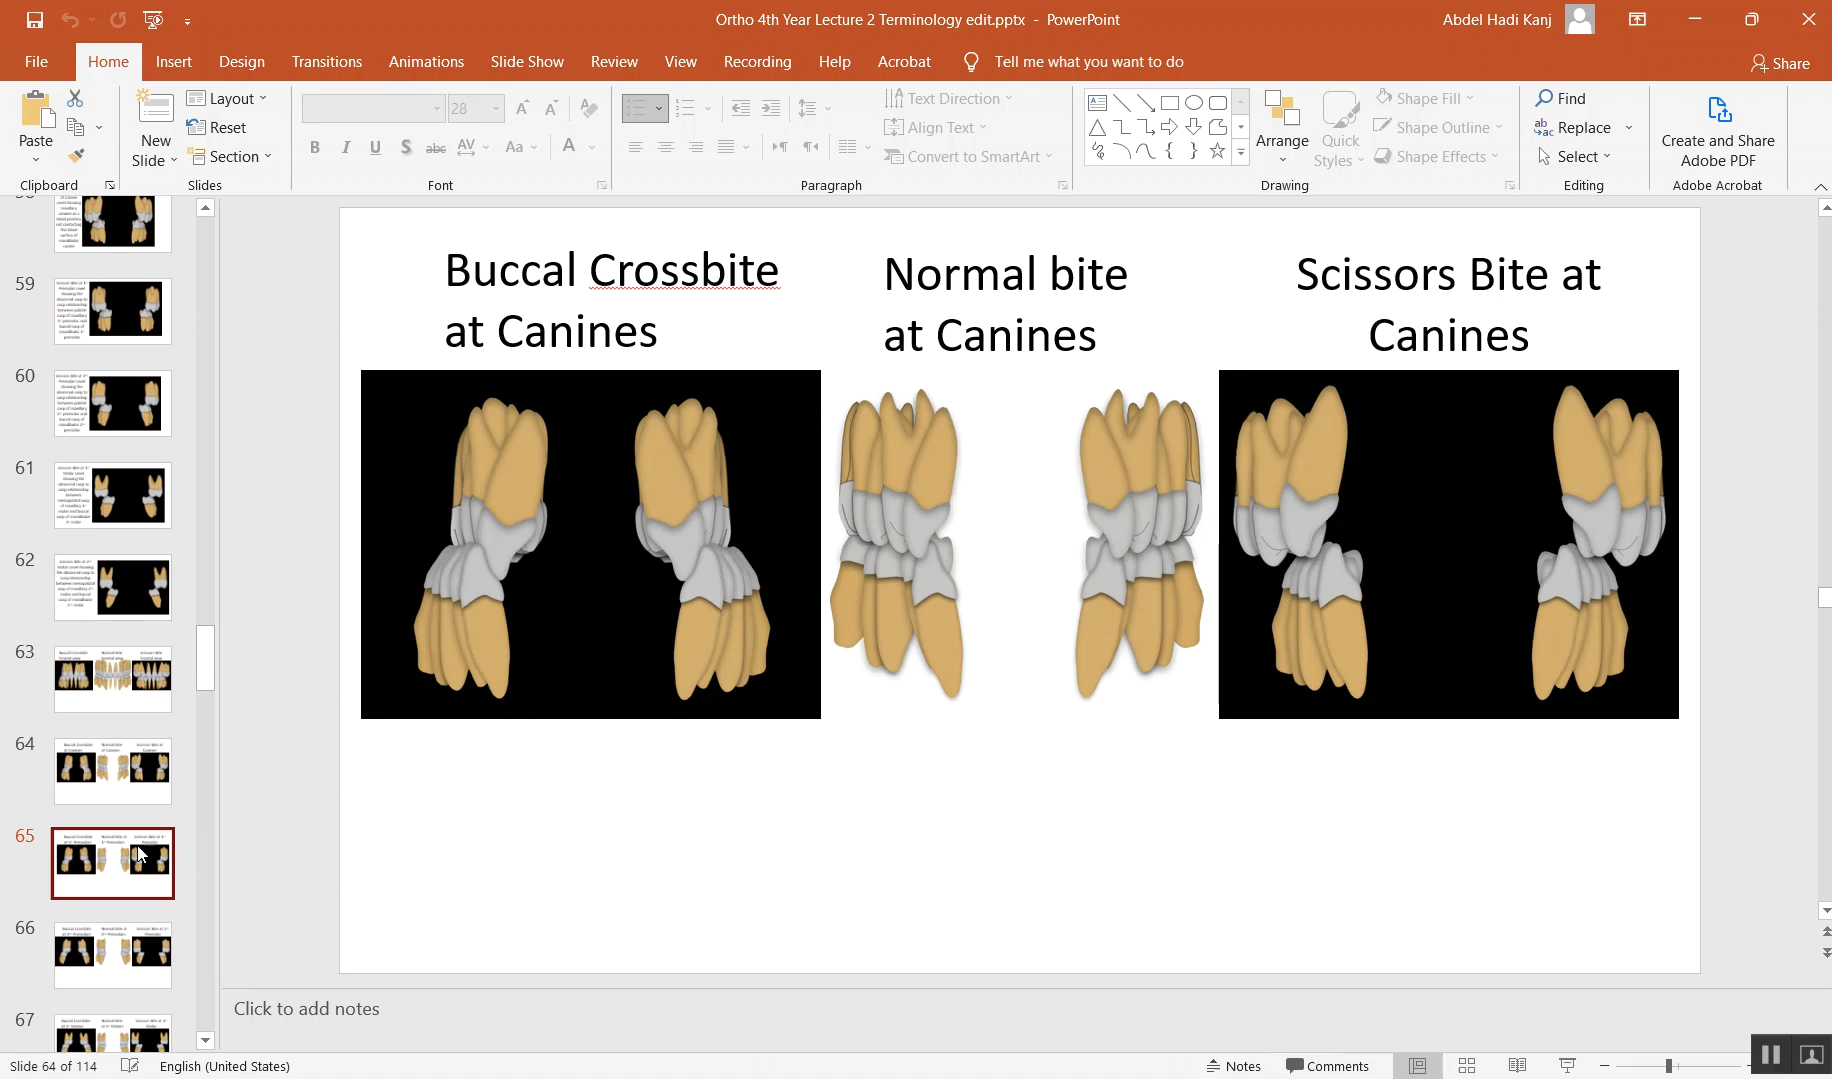 Ortho 4th Year Lecture 2 Terminology edit.pptx - PowerPoint
Abdel Hadi Kanj
File Home Insert Design Transitions Animations Slide Show Review View Recording Help Acrobat Tell me what you want to do
Share
Paste
Clipboard
New
Slide
Layout
Reset
Section
Slides
28
B I U S abc AV Aa A
Font
Text Direction
Align Text
Convert to SmartArt
Paragraph
Arrange
Quick
Styles
Shape Fill
Shape Outline
Shape Effects
Drawing
Find
Replace
Select
Editing
Create and Share
Adobe PDF
Adobe Acrobat
59
60
61
62
63
64
65
66
67
Buccal Crossbite
at Canines
Normal bite
at Canines
Scissors Bite at
Canines
Click to add notes
Slide 64 of 114
English (United States)
Notes
Comments